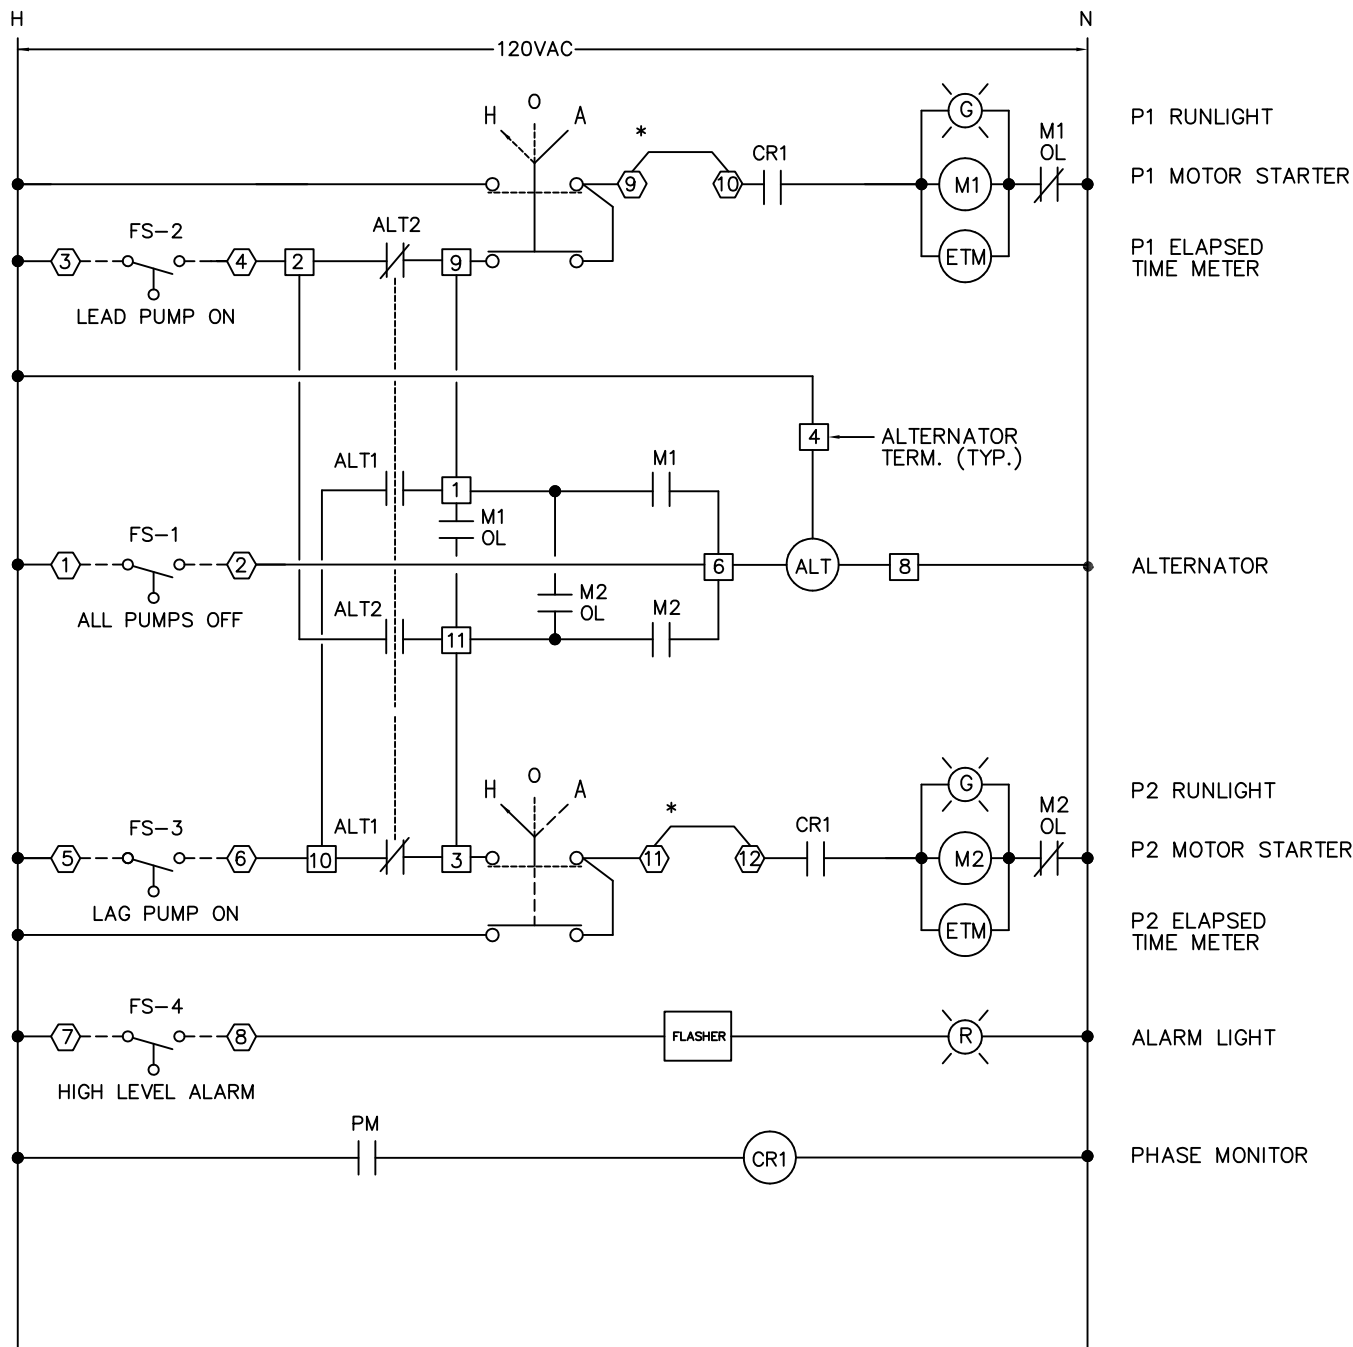 H
N
120VAC
H O A
*
CR1
G
M1
OL
P1 RUNLIGHT
9
10
M1
P1 MOTOR STARTER
FS-2
ALT2
3
4
2
9
ETM
P1 ELAPSED
TIME METER
LEAD PUMP ON
4
ALTERNATOR
TERM. (TYP.)
ALT1
1
M1
M1
OL
FS-1
1
2
6
ALT
8
ALTERNATOR
ALL PUMPS OFF
ALT2
M2
OL
M2
11
H O A
*
CR1
G
M2
OL
P2 RUNLIGHT
FS-3
ALT1
5
6
10
3
11
12
M2
P2 MOTOR STARTER
LAG PUMP ON
ETM
P2 ELAPSED
TIME METER
FS-4
7
8
FLASHER
R
ALARM LIGHT
HIGH LEVEL ALARM
PM
CR1
PHASE MONITOR